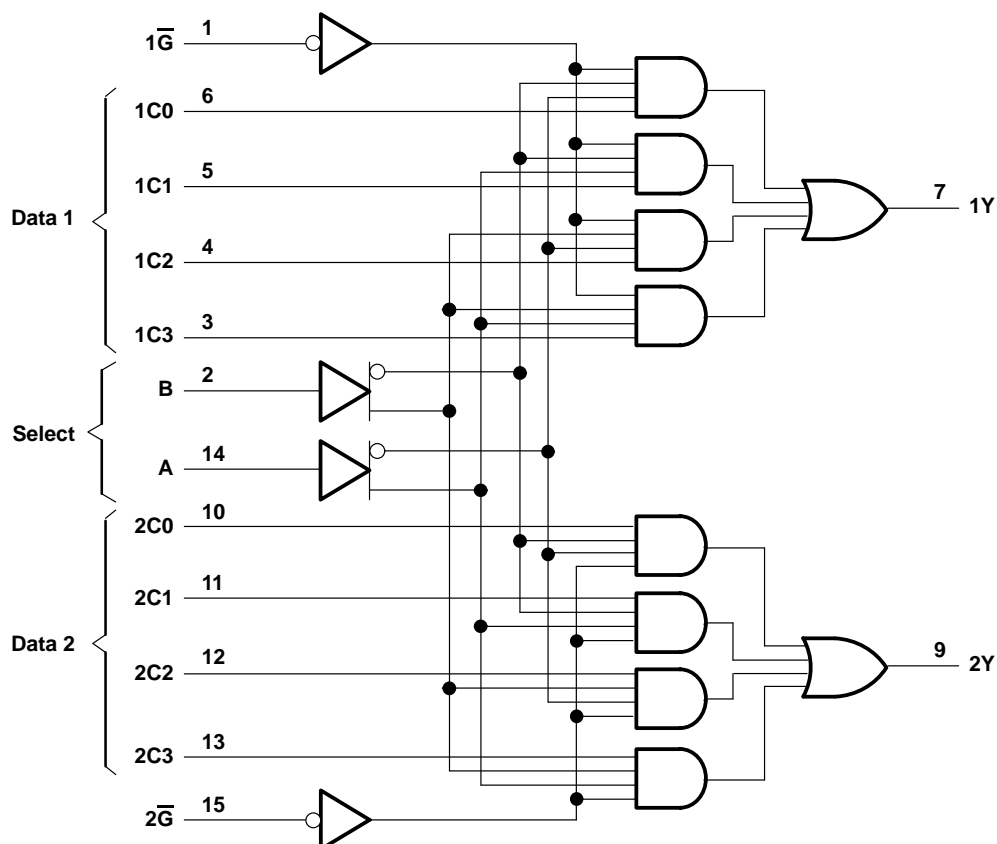 1G̅ 1
1C0 6
1C1 5
Data 1
7 1Y
1C2 4
1C3 3
B 2
Select
A 14
2C0 10
2C1 11
Data 2
9 2Y
2C2 12
2C3 13
2G̅ 15